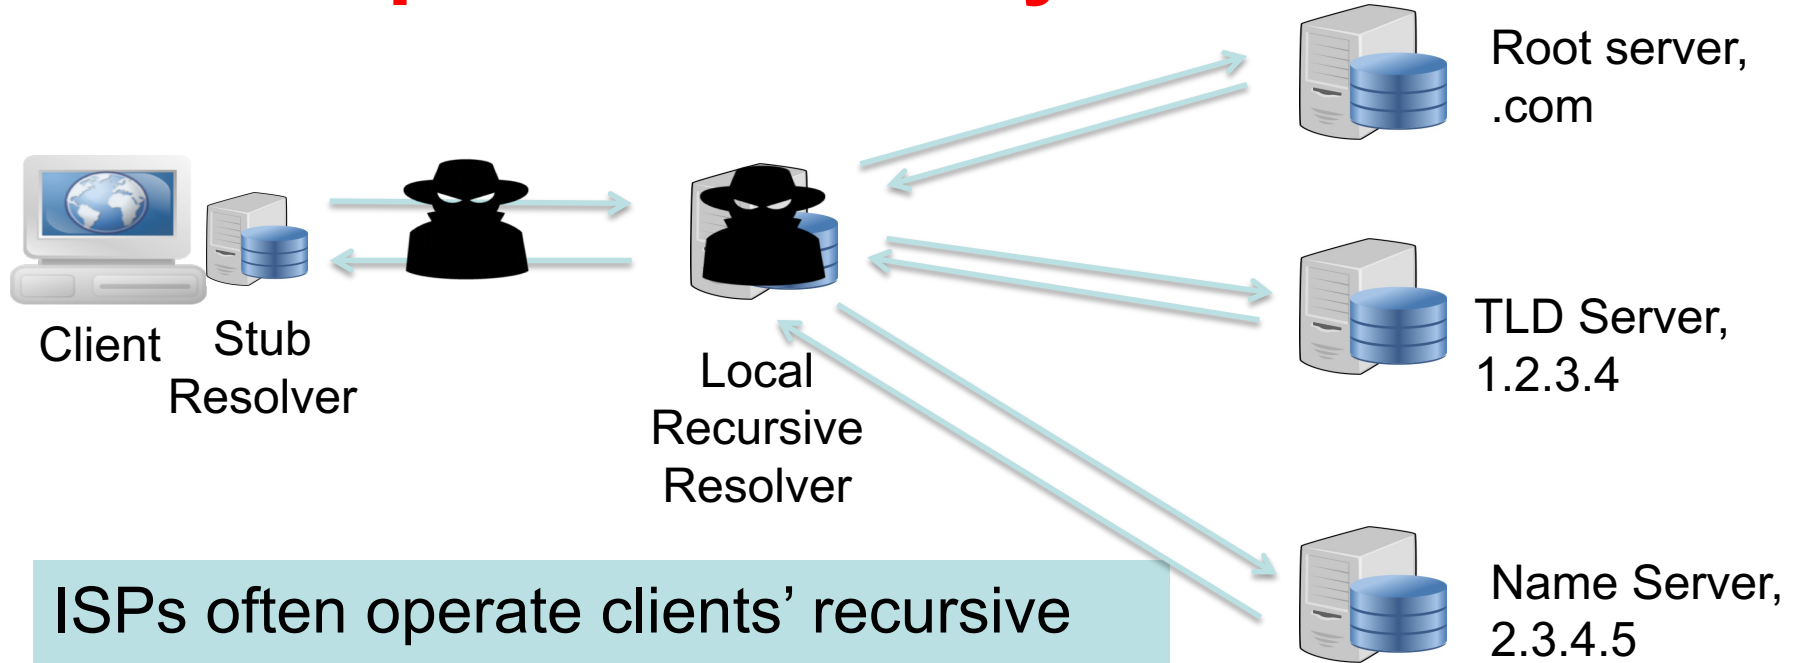 Client
Stub
Resolver
Local
Recursive
Resolver
Root server,
.com
TLD Server,
1.2.3.4
Name Server,
2.3.4.5
ISPs often operate clients’ recursive